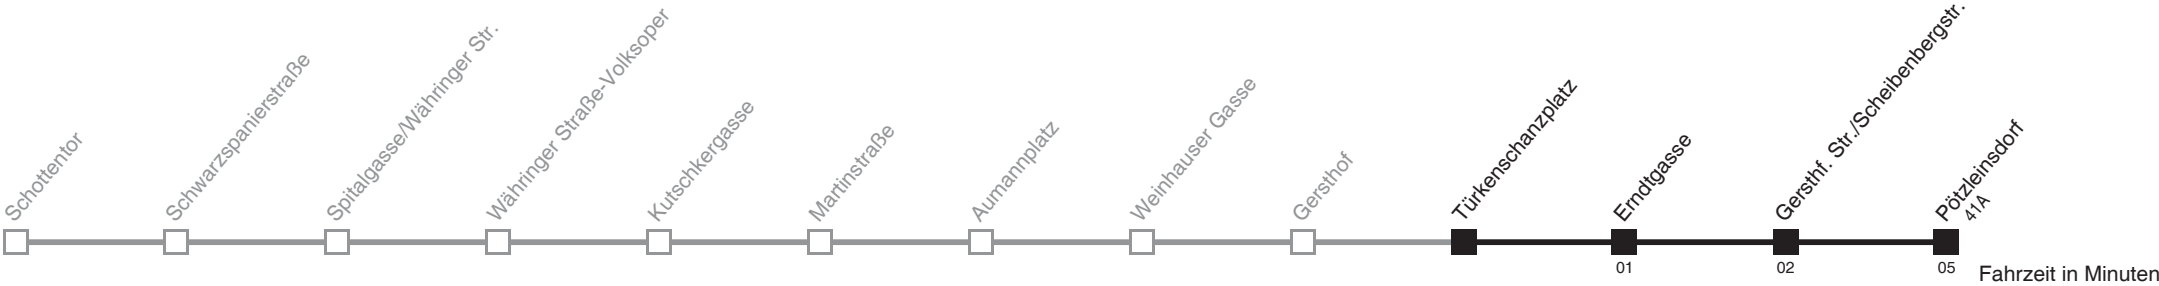 Schottentor
Schwarzspanierstraße
Spitalgasse/Währinger Str.
Währinger Straße-Volksoper
Kutschkergasse
Martinstraße
Aumannplatz
Weinhauser Gasse
Gersthof
Türkenschanzplatz
Erndtgasse
Gersthf. Str./Scheibenbergstr.
Pötzleinsdorf
41A
01
02
05
Fahrzeit in Minuten